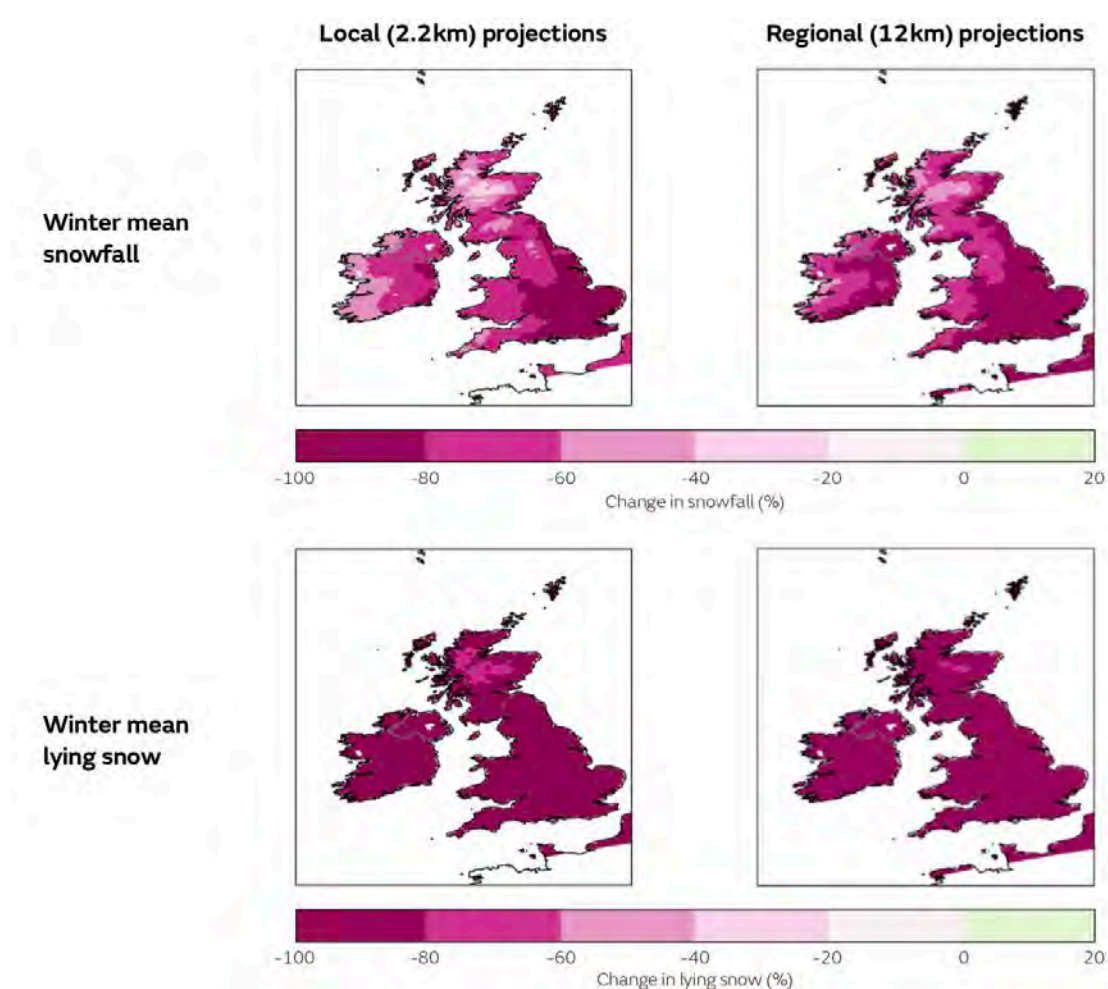 Local (2.2km) projections
Regional (12km) projections
Winter mean
snowfall
-100 -80 -60 -40 -20 0 20
Change in snowfall (%)
Winter mean
lying snow
-100 -80 -60 -40 -20 0 20
Change in lying snow (%)